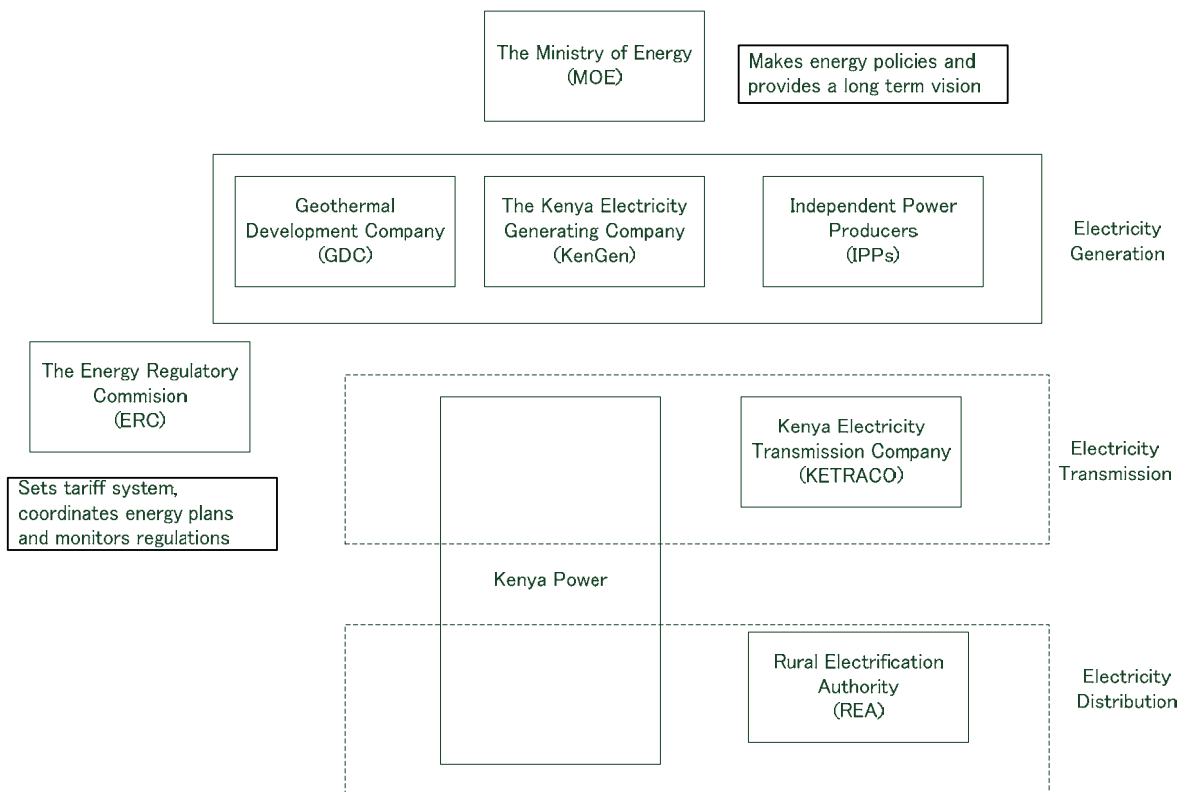 The Ministry of Energy
(MOE)
Makes energy policies and
provides a long term vision
Geothermal
Development Company
(GDC)
The Kenya Electricity
Generating Company
(KenGen)
Independent Power
Producers
(IPPs)
Electricity
Generation
The Energy Regulatory
Commision
(ERC)
Sets tariff system,
coordinates energy plans
and monitors regulations
Kenya Electricity
Transmission Company
(KETRACO)
Electricity
Transmission
Kenya Power
Rural Electrification
Authority
(REA)
Electricity
Distribution